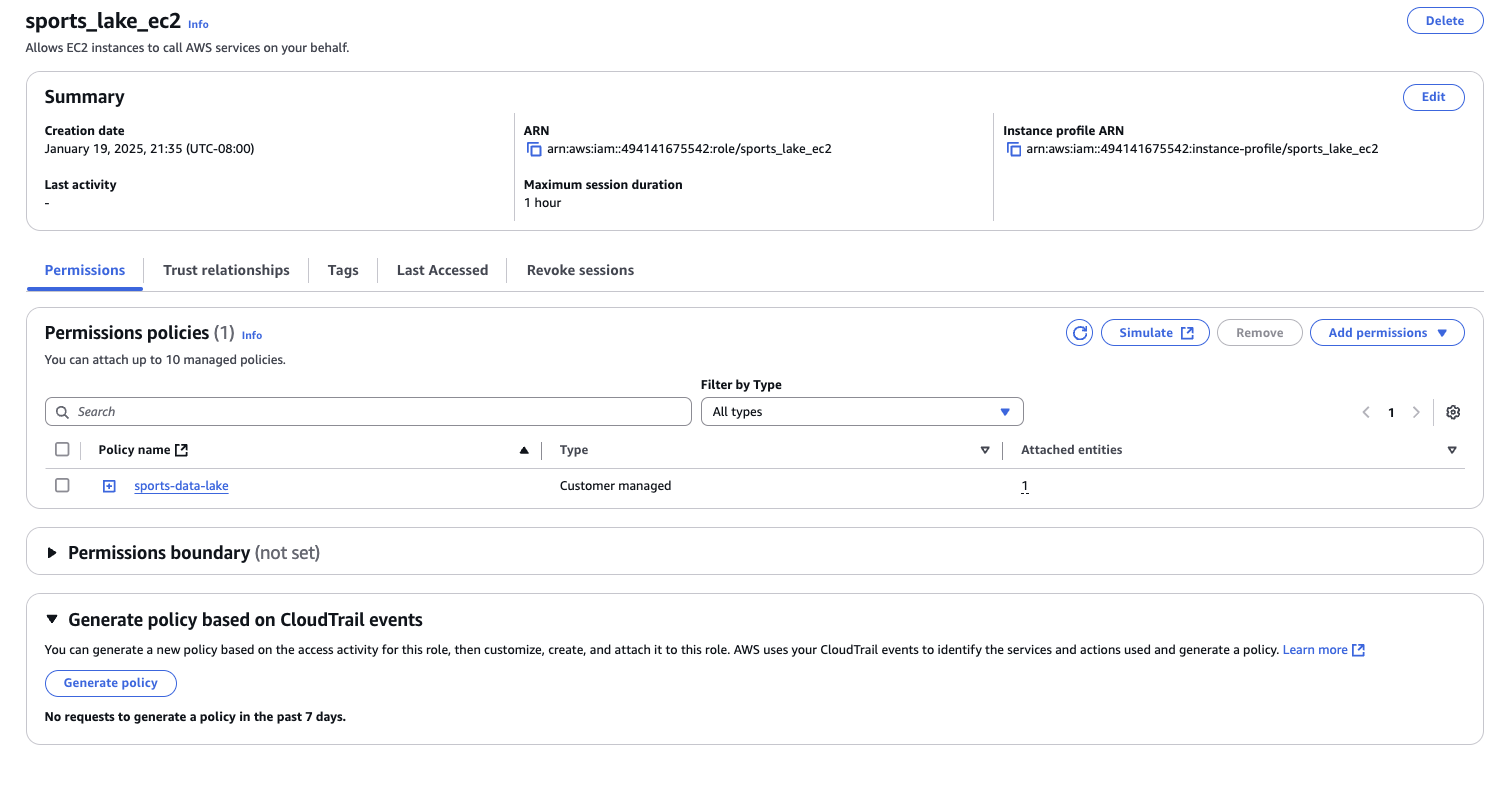 sports_lake_ec2 Info
Delete
Allows EC2 instances to call AWS services on your behalf.
Summary
Edit
Creation date
January 19, 2025, 21:35 (UTC-08:00)
ARN
arn:aws:iam::494141675542:role/sports_lake_ec2
Instance profile ARN
arn:aws:iam::494141675542:instance-profile/sports_lake_ec2
Last activity
-
Maximum session duration
1 hour
Permissions
Trust relationships
Tags
Last Accessed
Revoke sessions
Permissions policies (1) Info
Simulate
Remove
Add permissions
You can attach up to 10 managed policies.
Filter by Type
Search
All types
1
Policy name
Type
Attached entities
sports-data-lake
Customer managed
1
Permissions boundary (not set)
Generate policy based on CloudTrail events
You can generate a new policy based on the access activity for this role, then customize, create, and attach it to this role. AWS uses your CloudTrail events to identify the services and actions used and generate a policy. Learn more
Generate policy
No requests to generate a policy in the past 7 days.